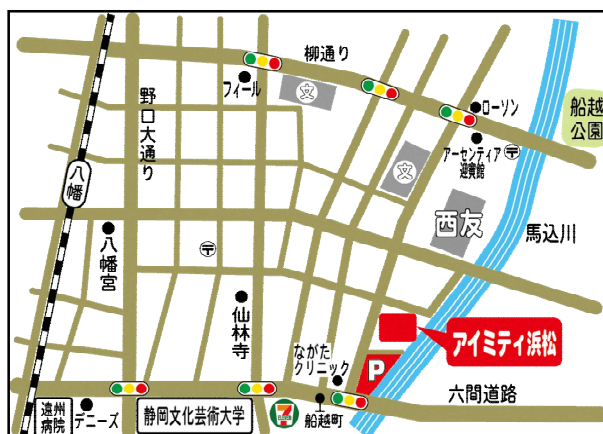 柳通り
フィール
文
野口大通り
ローソン
船越
公園
アーセンティア
迎賓館
〒
八幡
文
西友
馬込川
八幡宮
〒
仙林寺
ながた
クリニック
アイミティ浜松
P
六間道路
遠州
病院
デニーズ
静岡文化芸術大学
7
船越町